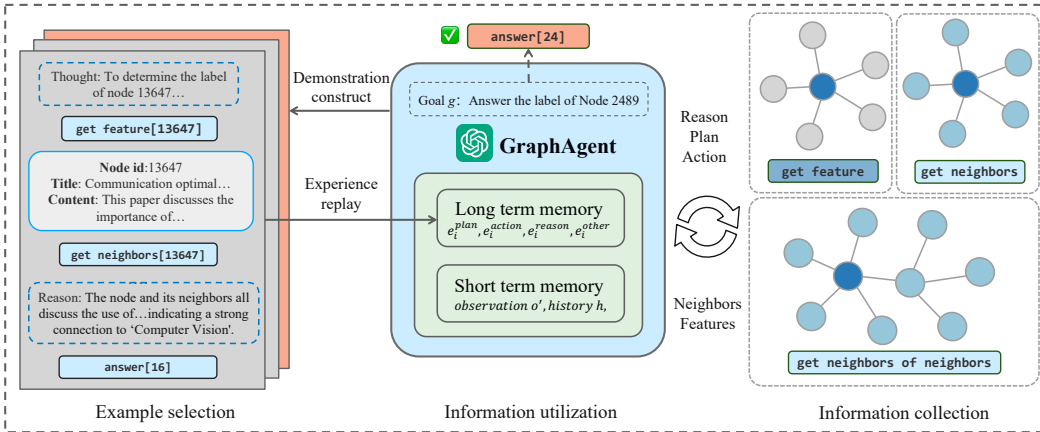 Thought: To determine the label
of node 13647…
get feature[13647]
Node id:13647
Title: Communication optimal…
Content: This paper discusses the
importance of…
get neighbors[13647]
Reason: The node and its neighbors all
discuss the use of…indicating a strong
connection to ‘Computer Vision'.
answer[16]
Example selection
Demonstration
construct
Experience
replay
answer[24]
Goal g: Answer the label of Node 2489
GraphAgent
Long term memory
e_i^plan, e_i^action, e_i^reason, e_i^other
Short term memory
observation o′, history h,
Information utilization
Reason
Plan
Action
Neighbors
Features
get feature
get neighbors
get neighbors of neighbors
Information collection